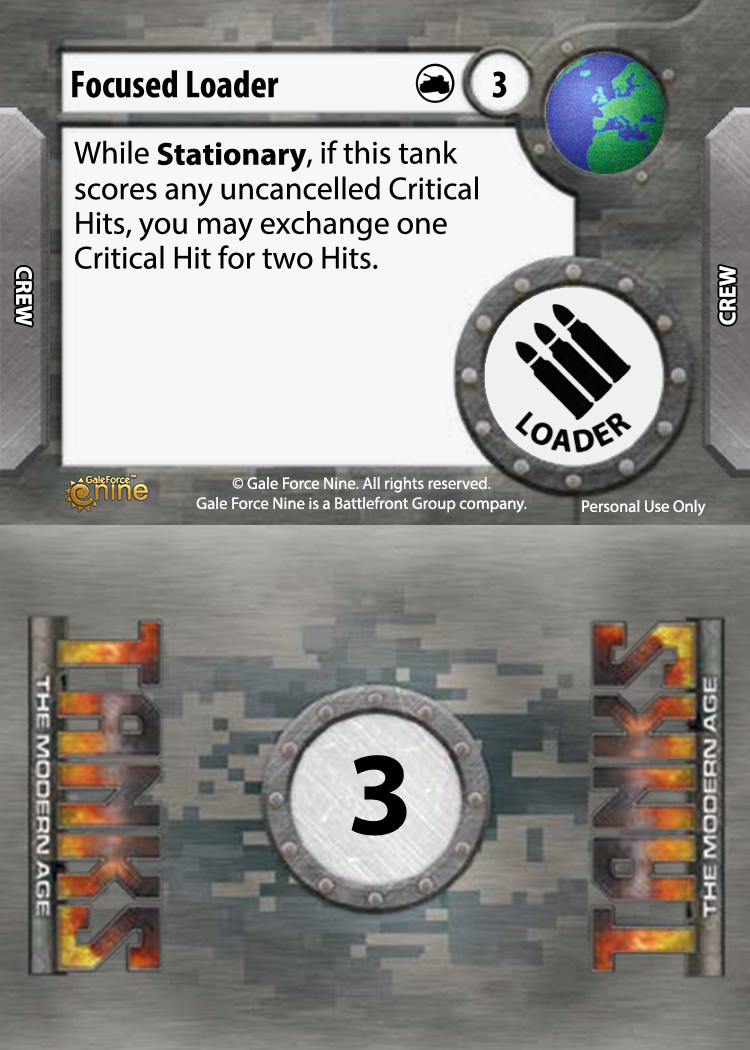 Focused Loader
3
While Stationary, if this tank
scores any uncancelled Critical
Hits, you may exchange one
Critical Hit for two Hits.
CREW
CREW
LOADER
GaleForce™
nine
© Gale Force Nine. All rights reserved.
Gale Force Nine is a Battlefront Group company.
Personal Use Only
TANKS
THE MODERN AGE
3
TANKS
THE MODERN AGE